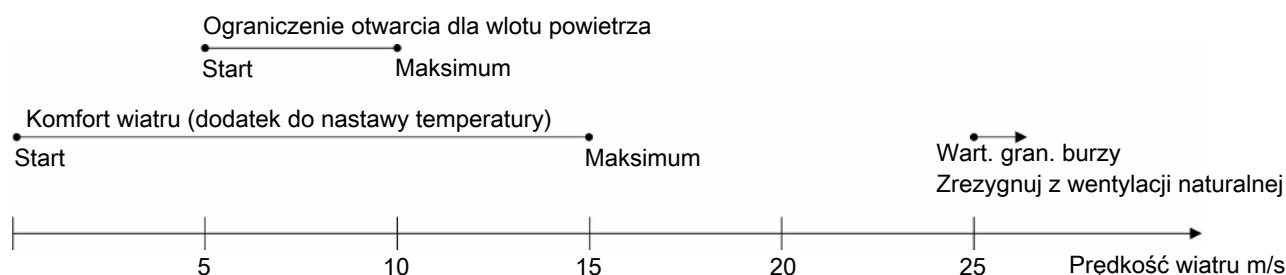 Ograniczenie otwarcia dla wlotu powietrza
Start Maksimum
Komfort wiatru (dodatek do nastawy temperatury)
Start Maksimum Wart. gran. burzy
Zrezygnuj z wentylacji naturalnej
5 10 15 20 25 Predkość wiatru m/s